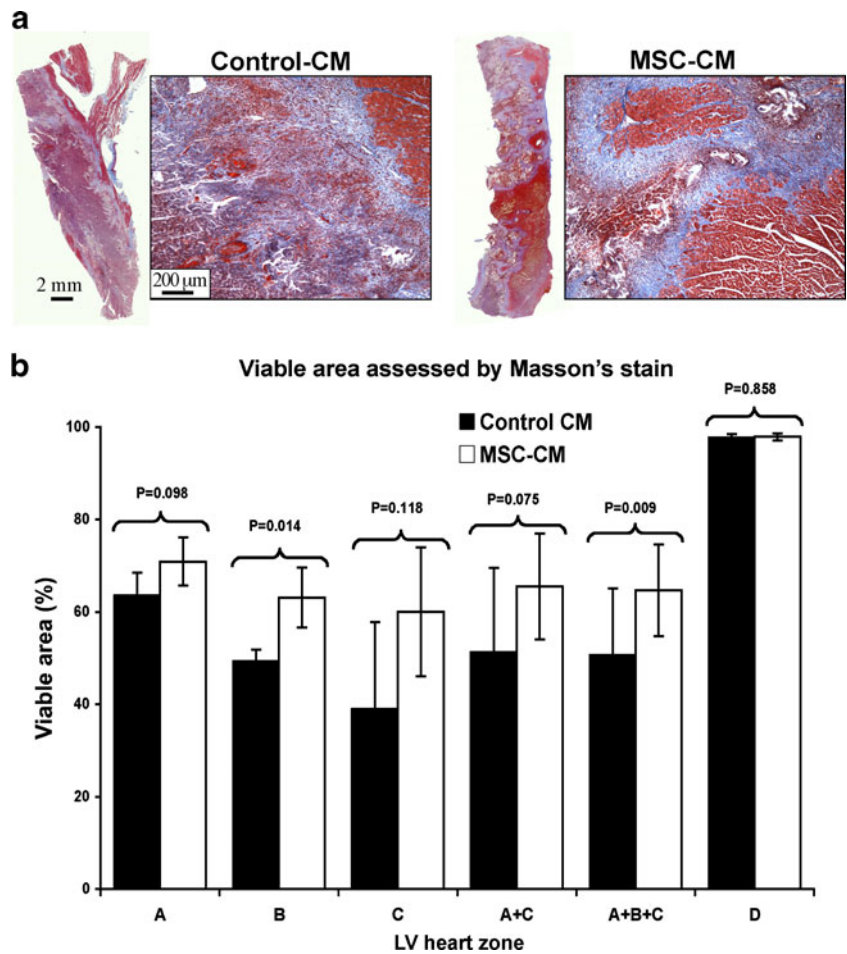 a
Control-CM
MSC-CM
2 mm
200 µm
b
Viable area assessed by Masson's stain
Control CM
MSC-CM
P=0.098
P=0.014
P=0.118
P=0.075
P=0.009
P=0.858
100
80
60
40
20
0
Viable area (%)
A
B
C
A+C
A+B+C
D
LV heart zone